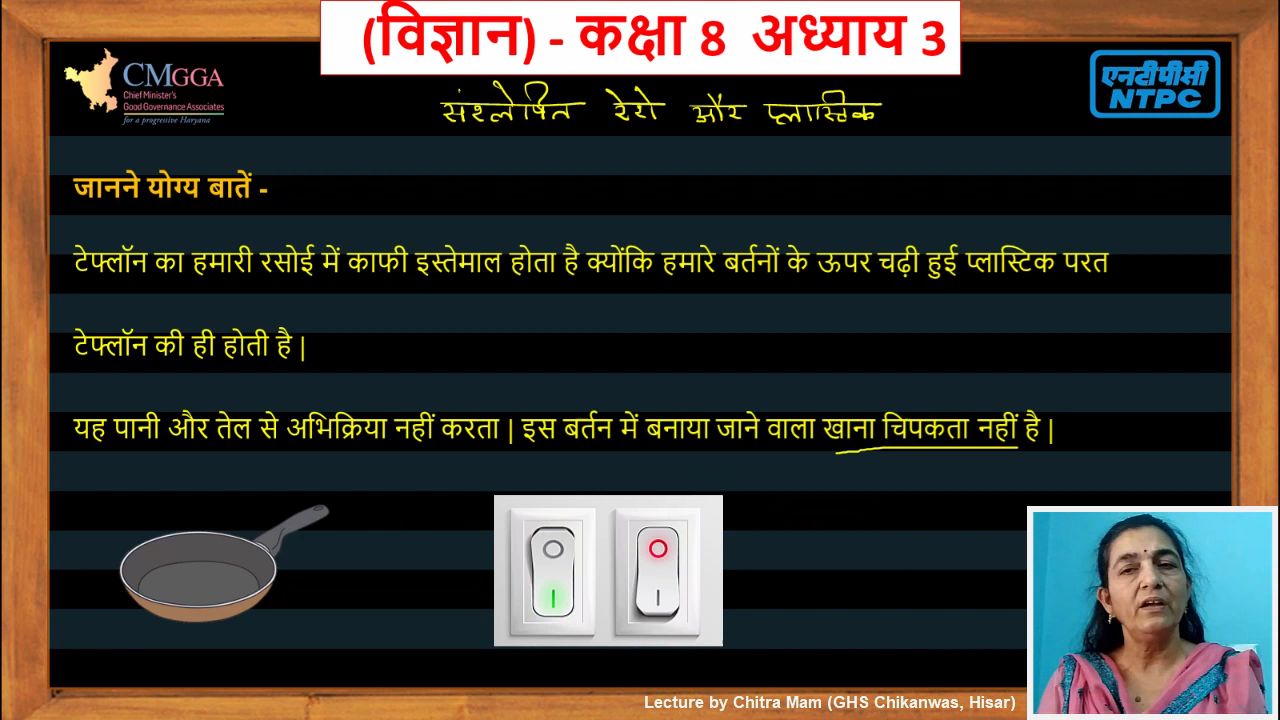 (विज्ञान) - कक्षा 8 अध्याय 3
CMGGA
Chief Minister's
Good Governance Associates
for a progressive Haryana
संश्लेषित रेशे और प्लास्टिक
एनटीपीसी
NTPC
जानने योग्य बातें -
टेफ्लॉन का हमारी रसोई में काफी इस्तेमाल होता है क्योंकि हमारे बर्तनों के ऊपर चढ़ी हुई प्लास्टिक परत
टेफ्लॉन की ही होती है |
यह पानी और तेल से अभिक्रिया नहीं करता | इस बर्तन में बनाया जाने वाला खाना चिपकता नहीं है |
Lecture by Chitra Mam (GHS Chikanwas, Hisar)